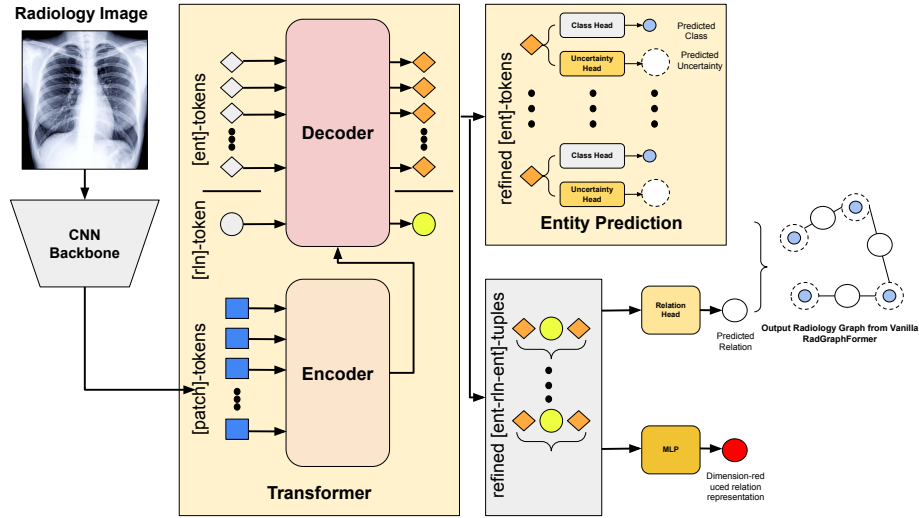 Radiology Image
CNN
Backbone
[ent]-tokens
[rln]-token
[patch]-tokens
Decoder
Encoder
Transformer
refined [ent]-tokens
Class Head
Predicted
Class
Uncertainty
Head
Predicted
Uncertainty
Class Head
Uncertainty
Head
Entity Prediction
refined [ent-rln-ent]-tuples
Relation
Head
Predicted
Relation
MLP
Dimension-red
uced relation
representation
Output Radiology Graph from Vanilla
RadGraphFormer